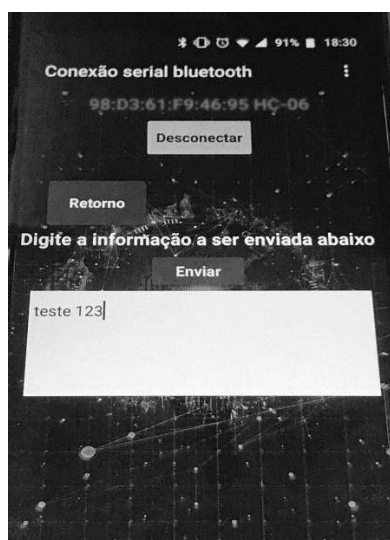 91% 18:30
Conexão serial bluetooth
98:D3:61:F9:46:95 HC-06
Desconectar
Retorno
Digite a informação a ser enviada abaixo
Enviar
teste 123